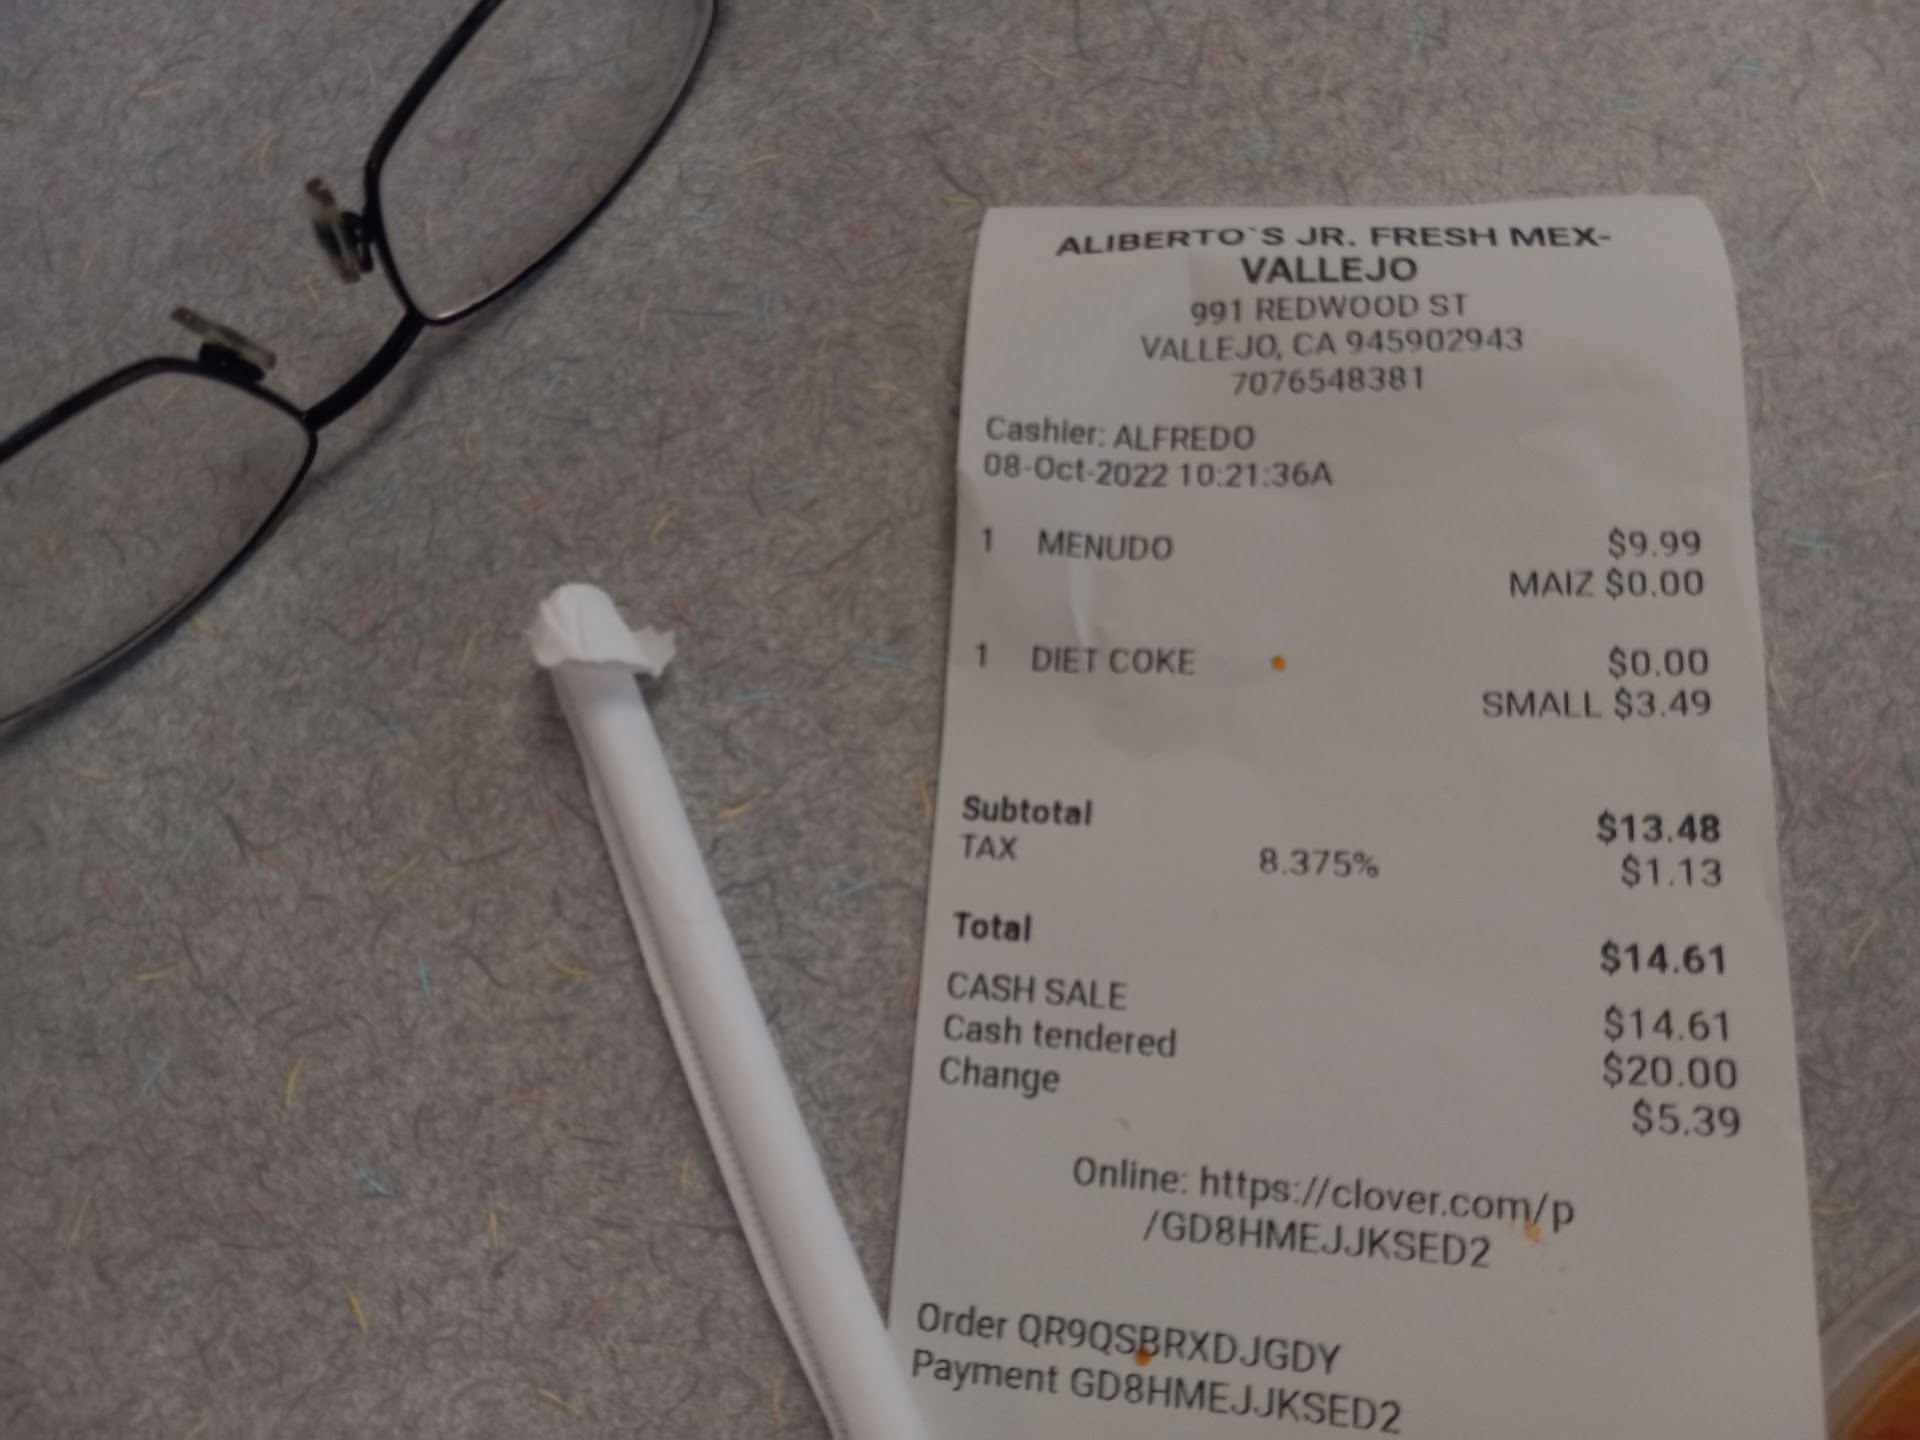 ALIBERTO`S JR. FRESH MEX-
VALLEJO
991 REDWOOD ST
VALLEJO, CA 945902943
7076548381
Cashier: ALFREDO
08-Oct-2022 10:21:36A
1 MENUDO $9.99
MAIZ $0.00
1 DIET COKE $0.00
SMALL $3.49
Subtotal $13.48
TAX 8.375% $1.13
Total $14.61
CASH SALE $14.61
Cash tendered $20.00
Change $5.39
Online: https://clover.com/p
/GD8HMEJJKSED2
Order QR9QSBRXDJGDY
Payment GD8HMEJJKSED2